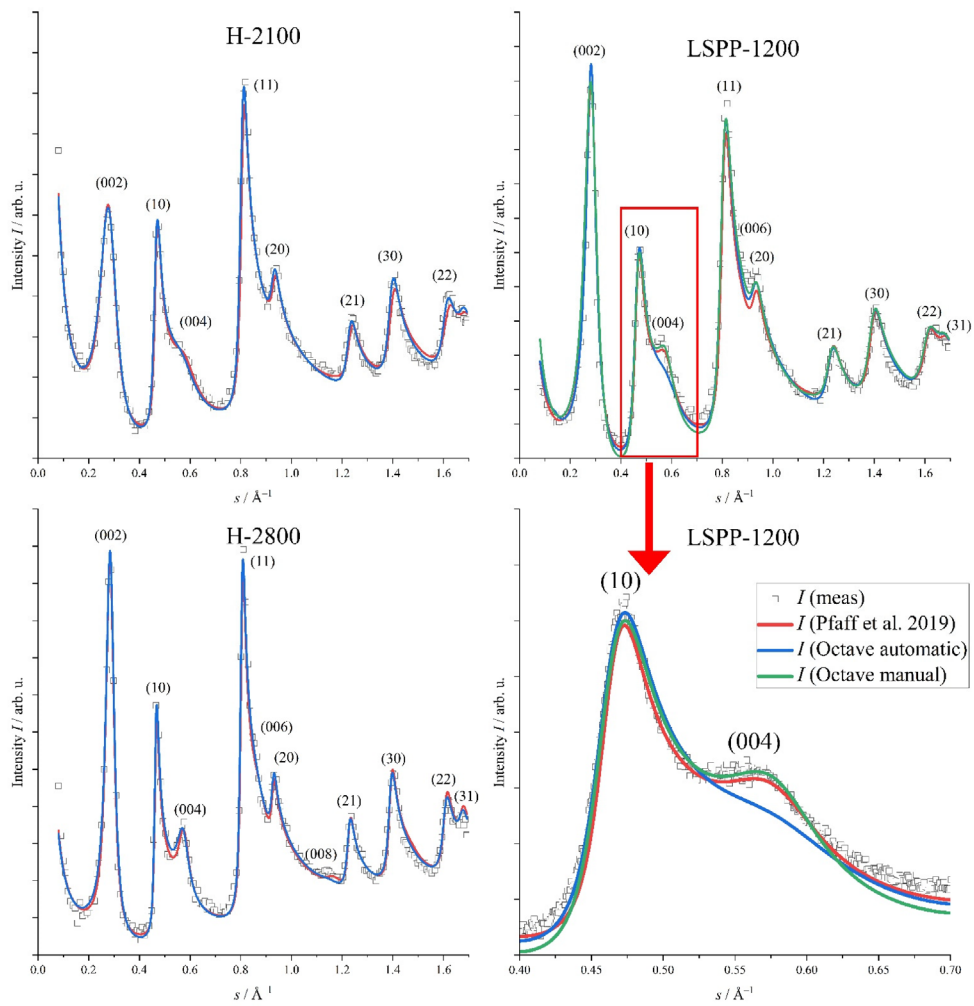 H-2100
(002)
(10)
(004)
(11)
(20)
(21)
(30)
(22)
Intensity I / arb. u.
0.0 0.2 0.4 0.6 0.8 1.0 1.2 1.4 1.6
s / Å⁻¹
LSPP-1200
(002)
(10)
(004)
(11)
(006)
(20)
(21)
(30)
(22)
(31)
Intensity I / arb. u.
0.2 0.4 0.6 0.8 1.0 1.2 1.4 1.6
s / Å⁻¹
H-2800
(002)
(10)
(004)
(11)
(006)
(20)
(008)
(21)
(30)
(22)
(31)
Intensity I / arb. u.
0.0 0.2 0.4 0.6 0.8 1.0 1.2 1.4 1.6
s / Å⁻¹
LSPP-1200
(10)
(004)
I (meas)
I (Pfaff et al. 2019)
I (Octave automatic)
I (Octave manual)
Intensity I / arb. u.
0.40 0.45 0.50 0.55 0.60 0.65 0.70
s / Å⁻¹